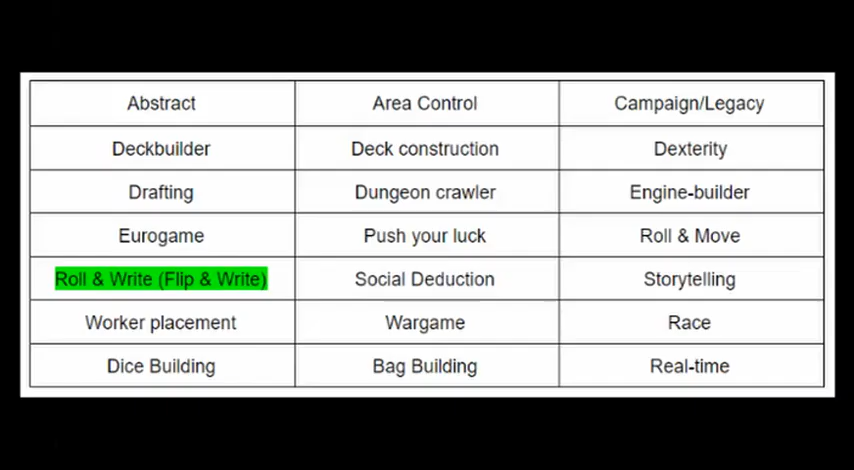 Abstract Area Control Campaign/Legacy
Deckbuilder Deck construction Dexterity
Drafting Dungeon crawler Engine-builder
Eurogame Push your luck Roll & Move
Roll & Write (Flip & Write) Social Deduction Storytelling
Worker placement Wargame Race
Dice Building Bag Building Real-time